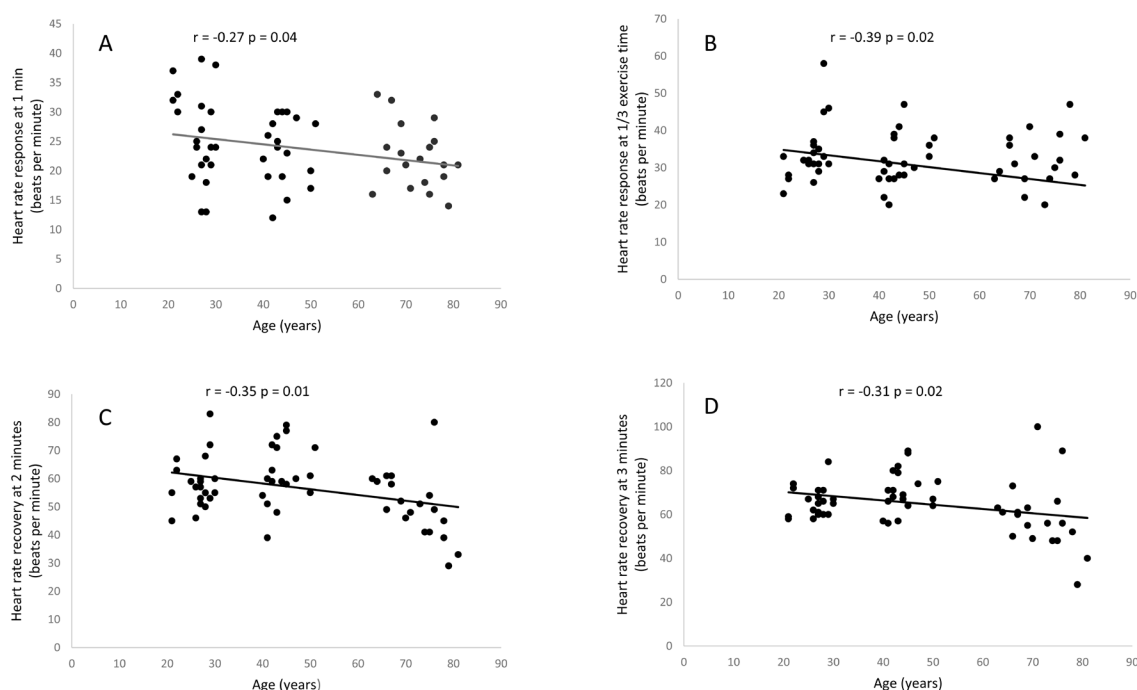 A
r = -0.27 p = 0.04
Heart rate response at 1 min
(beats per minute)
45
40
35
30
25
20
15
10
5
0
0 10 20 30 40 50 60 70 80 90
Age (years)
B
r = -0.39 p = 0.02
Heart rate response at 1/3 exercise time
(beats per minute)
70
60
50
40
30
20
10
0
0 10 20 30 40 50 60 70 80 90
Age (years)
C
r = -0.35 p = 0.01
Heart rate recovery at 2 minutes
(beats per minute)
90
80
70
60
50
40
30
20
10
0
0 10 20 30 40 50 60 70 80 90
Age (years)
D
r = -0.31 p = 0.02
Heart rate recovery at 3 minutes
(beats per minute)
120
100
80
60
40
20
0
0 10 20 30 40 50 60 70 80 90
Age (years)